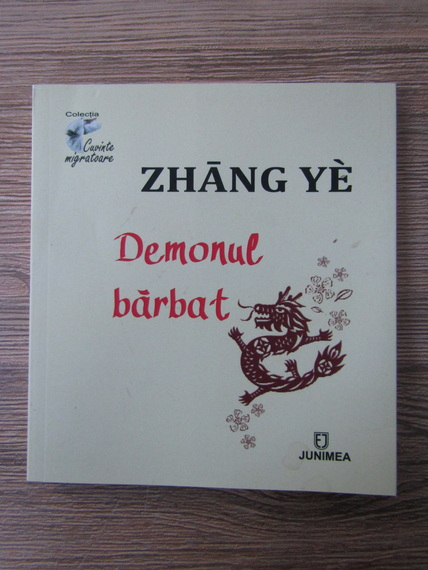 Colecția
Cuvinte
migratoare
ZHĀNG YÈ
Demonul
bărbat
JUNIMEA